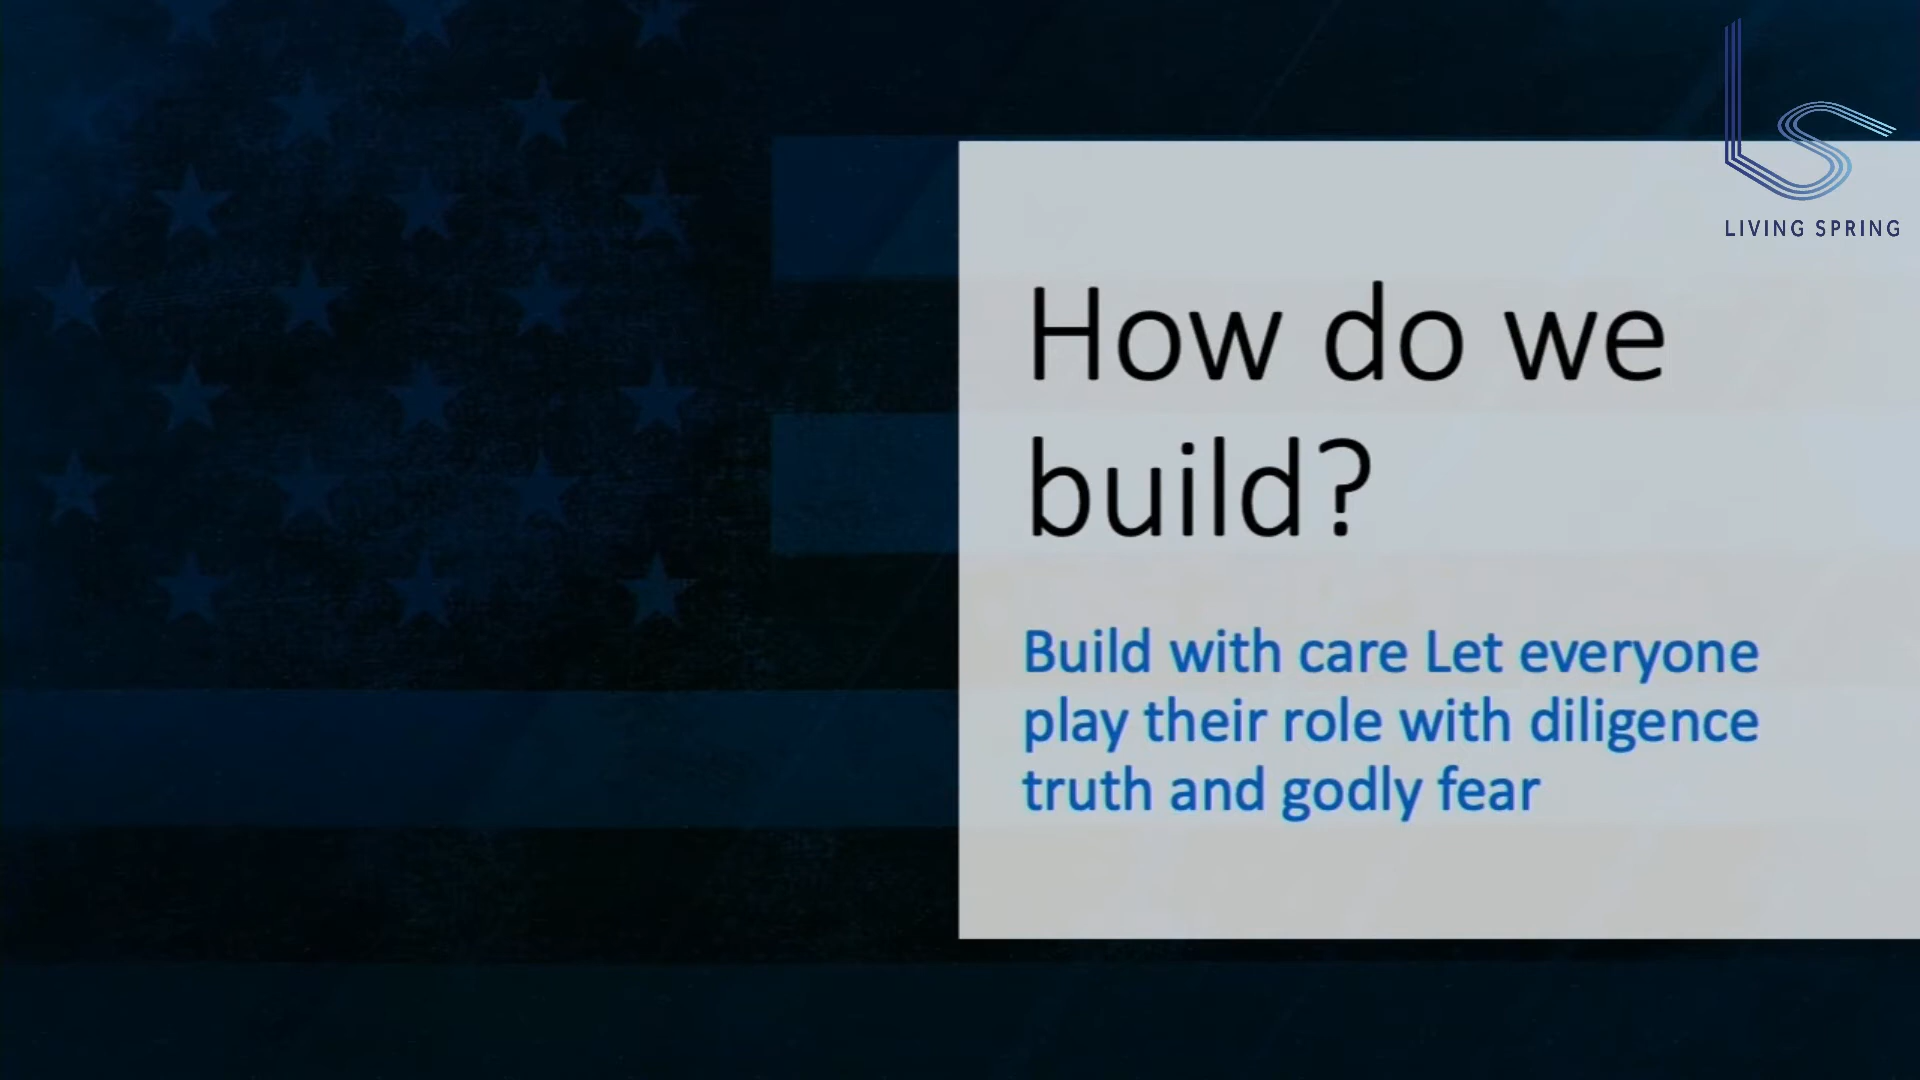 LIVING SPRING
How do we
build?
Build with care Let everyone
play their role with diligence
truth and godly fear